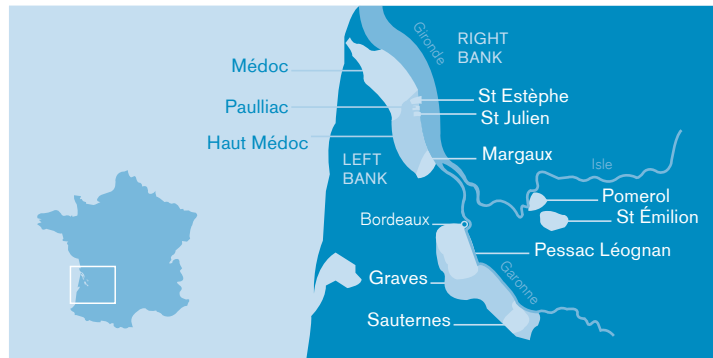 Gironde
RIGHT
BANK
Médoc
St Estèphe
Paulliac
St Julien
Haut Médoc
LEFT
BANK
Margaux
Isle
Pomerol
Bordeaux
St Émilion
Pessac Léognan
Graves
Garonne
Sauternes